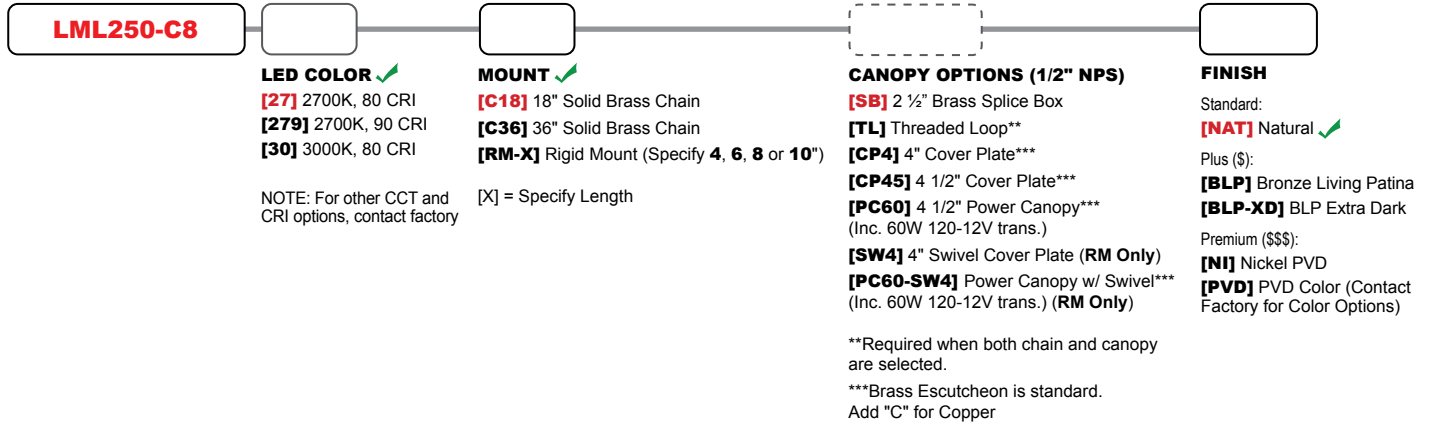 LML250-C8
LED COLOR
[27] 2700K, 80 CRI
[279] 2700K, 90 CRI
[30] 3000K, 80 CRI
NOTE: For other CCT and
CRI options, contact factory
MOUNT
[C18] 18" Solid Brass Chain
[C36] 36" Solid Brass Chain
[RM-X] Rigid Mount (Specify 4, 6, 8 or 10")
[X] = Specify Length
CANOPY OPTIONS (1/2" NPS)
[SB] 2 ½” Brass Splice Box
[TL] Threaded Loop**
[CP4] 4" Cover Plate***
[CP45] 4 1/2" Cover Plate***
[PC60] 4 1/2" Power Canopy***
(Inc. 60W 120-12V trans.)
[SW4] 4" Swivel Cover Plate (RM Only)
[PC60-SW4] Power Canopy w/ Swivel***
(Inc. 60W 120-12V trans.) (RM Only)
**Required when both chain and canopy
are selected.
***Brass Escutcheon is standard.
Add "C" for Copper
FINISH
Standard:
[NAT] Natural
Plus ($):
[BLP] Bronze Living Patina
[BLP-XD] BLP Extra Dark
Premium ($$$):
[NI] Nickel PVD
[PVD] PVD Color (Contact
Factory for Color Options)